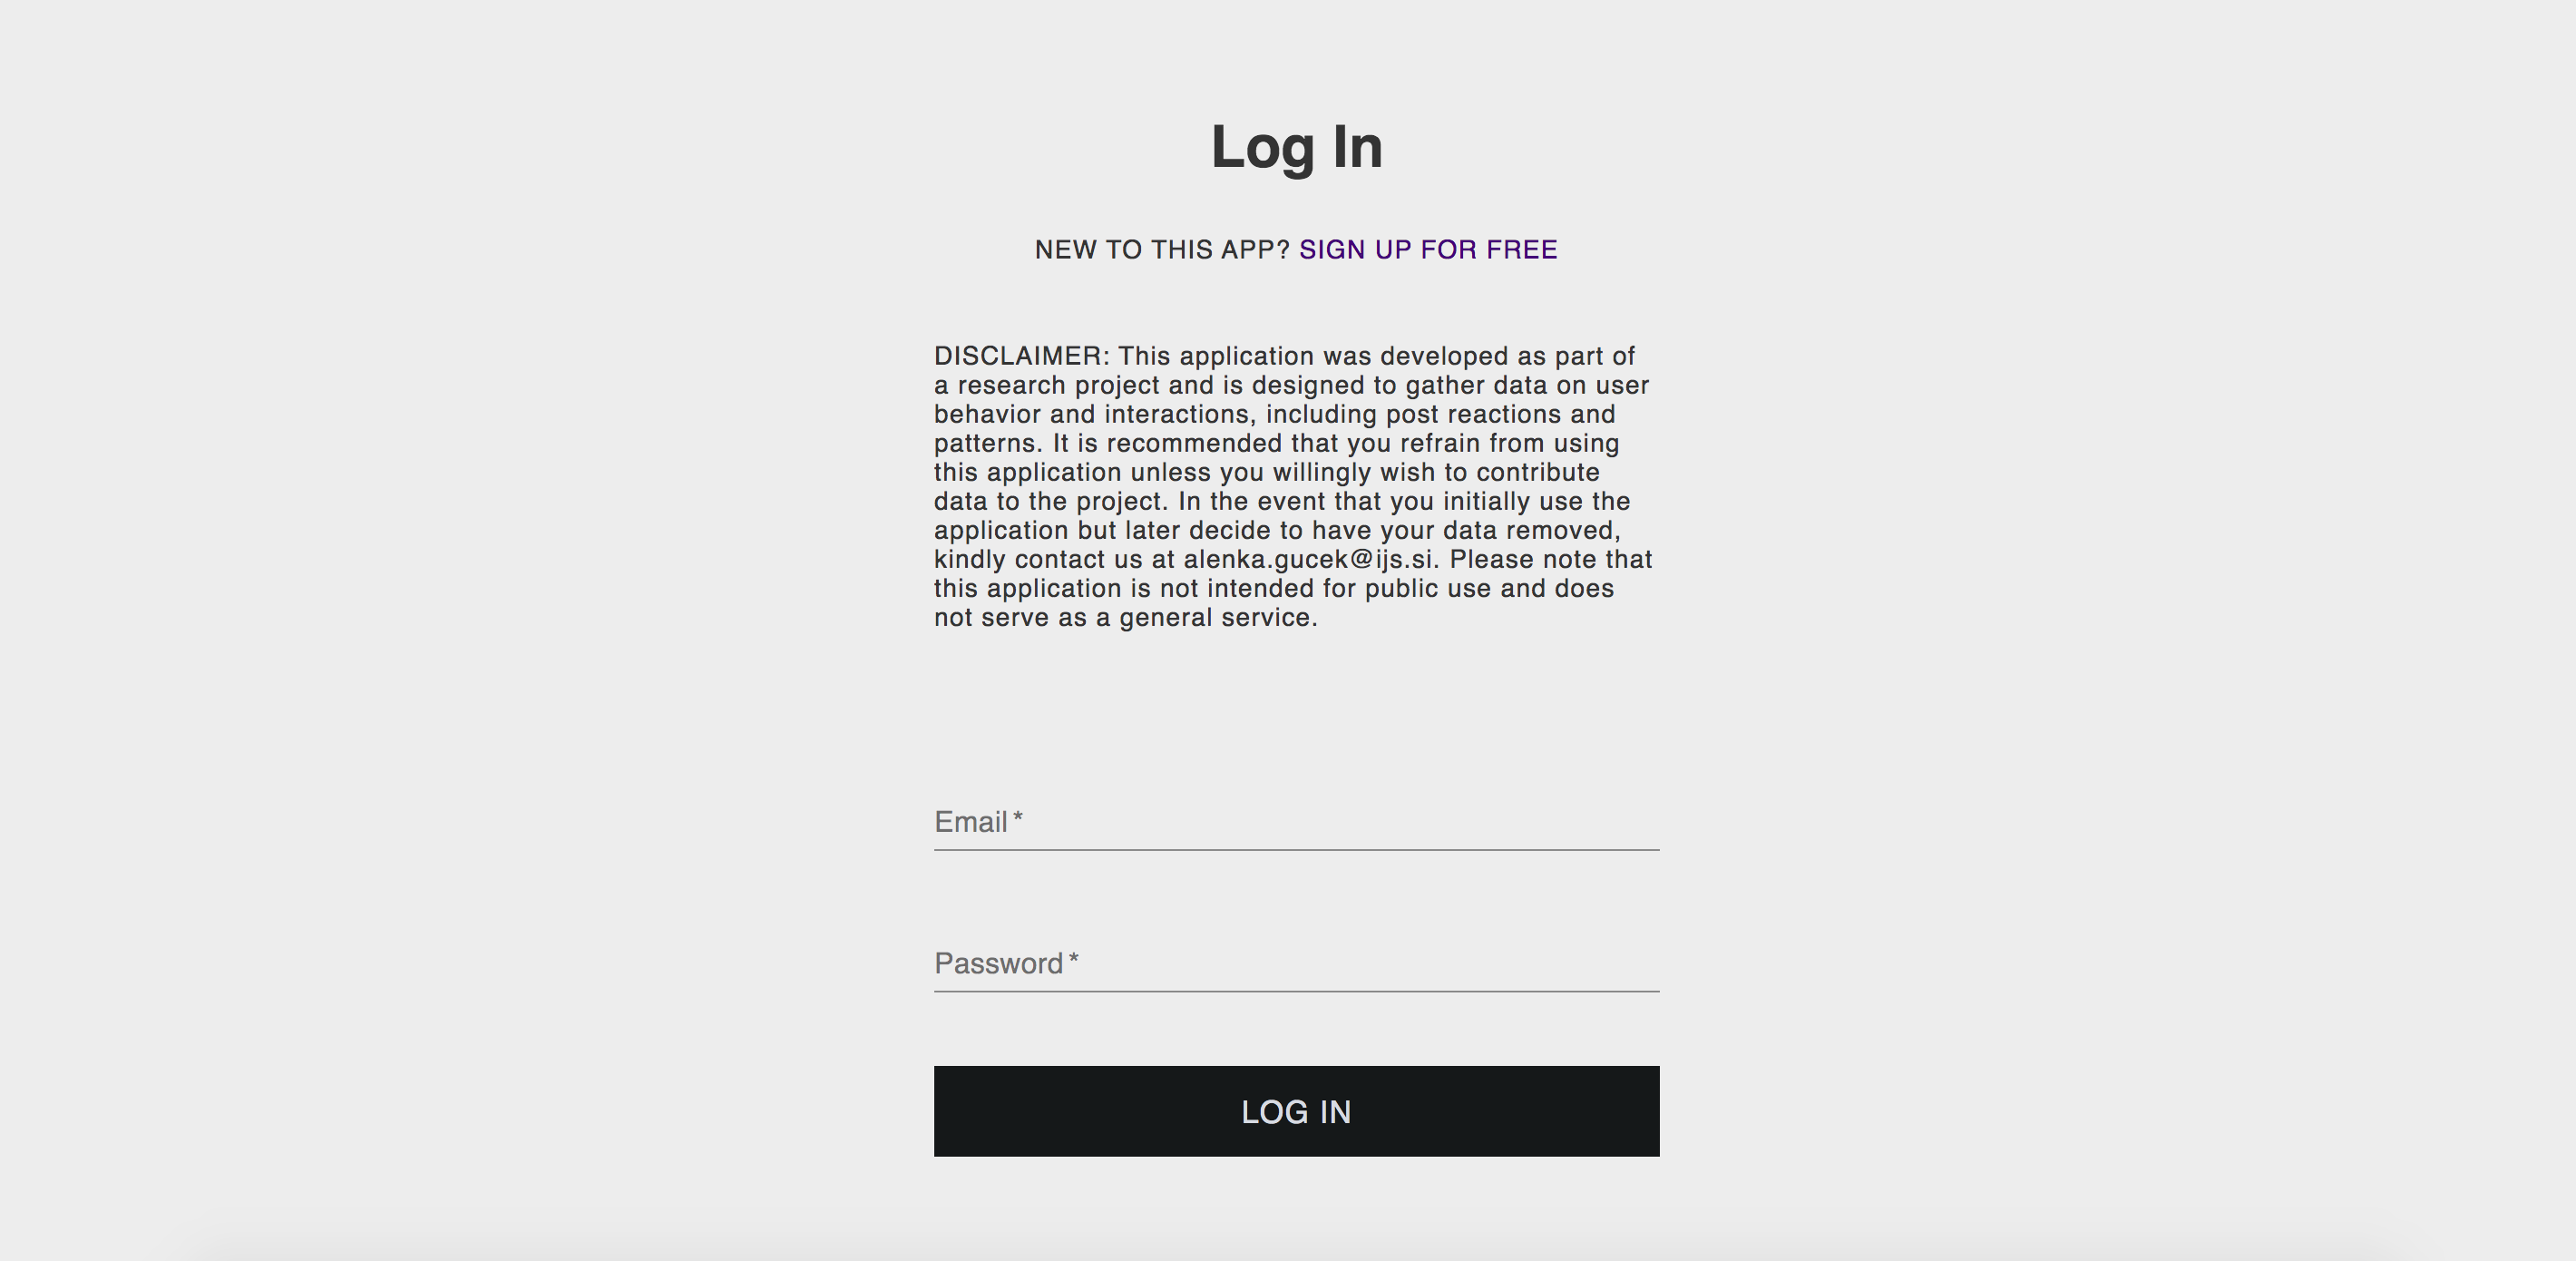 Log In
NEW TO THIS APP? SIGN UP FOR FREE
DISCLAIMER: This application was developed as part of
a research project and is designed to gather data on user
behavior and interactions, including post reactions and
patterns. It is recommended that you refrain from using
this application unless you willingly wish to contribute
data to the project. In the event that you initially use the
application but later decide to have your data removed,
kindly contact us at alenka.gucek@ijs.si. Please note that
this application is not intended for public use and does
not serve as a general service.
Email *
Password *
LOG IN